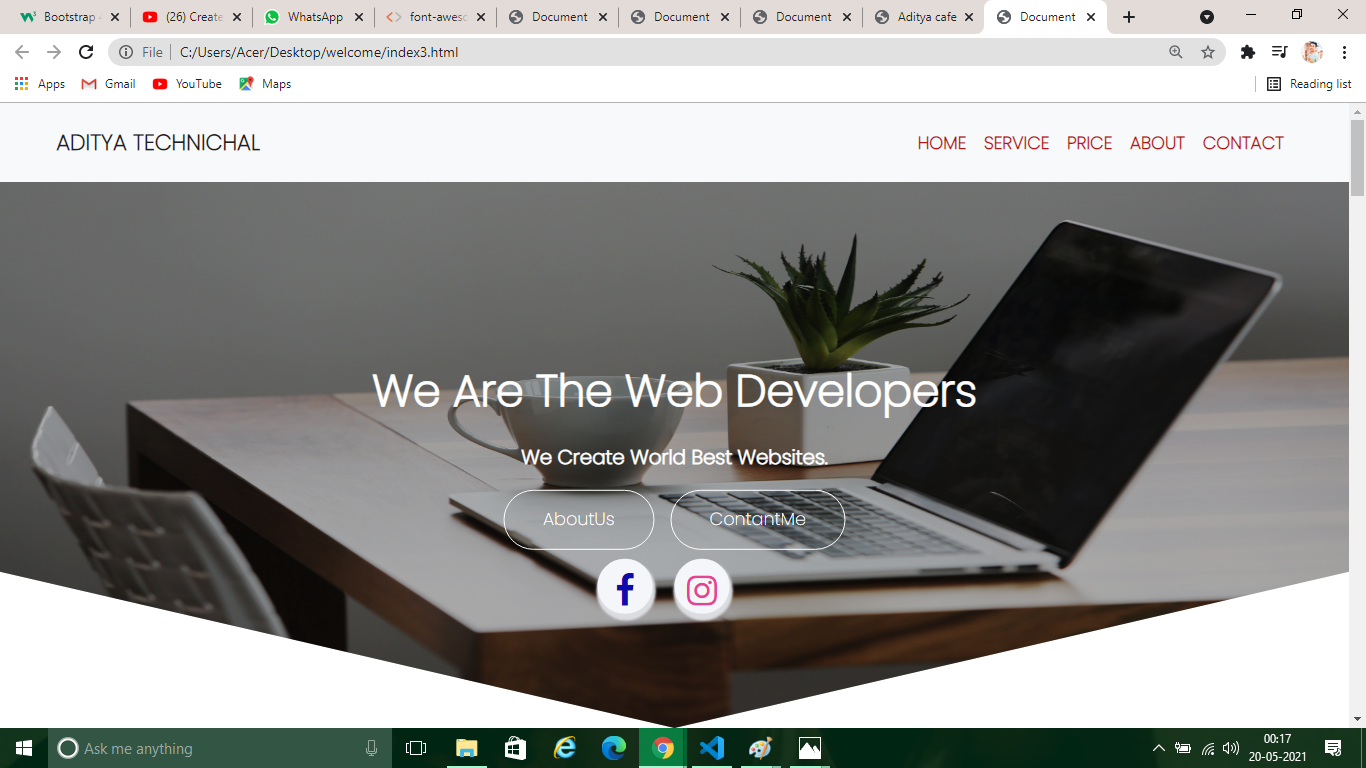 Bootstrap 4
(26) Create
WhatsApp
font-aweso
Document
Document
Document
Aditya cafe
Document
File
C:/Users/Acer/Desktop/welcome/index3.html
Apps
Gmail
YouTube
Maps
Reading list
ADITYA TECHNICHAL
HOME SERVICE PRICE ABOUT CONTACT
We Are The Web Developers
We Create World Best Websites.
AboutUs
ContantMe
Ask me anything
00:17
20-05-2021